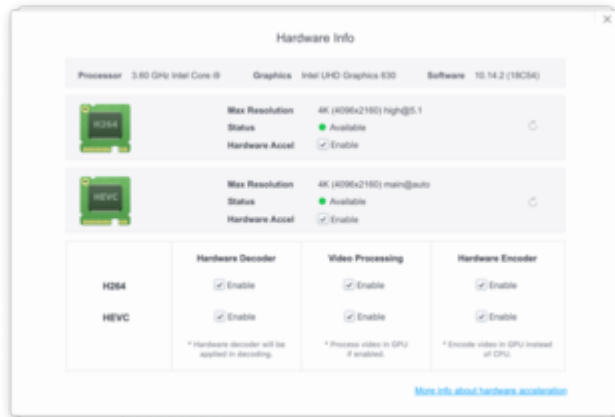 Hardware Info
Processor 3.60 GHz Intel Core i9 Graphics Intel UHD Graphics 630 Software 10.14.2 (18C54)
H264
Max Resolution 4K (4096x2160) high@5.1
Status Available
Hardware Accel Enable
HEVC
Max Resolution 4K (4096x2160) main@auto
Status Available
Hardware Accel Enable
Hardware Decoder Video Processing Hardware Encoder
H264 Enable Enable Enable
HEVC Enable Enable Enable
* Hardware decoder will be * Process video in GPU * Encode video in GPU instead
applied in decoding. if enabled. of CPU.
More info about hardware acceleration